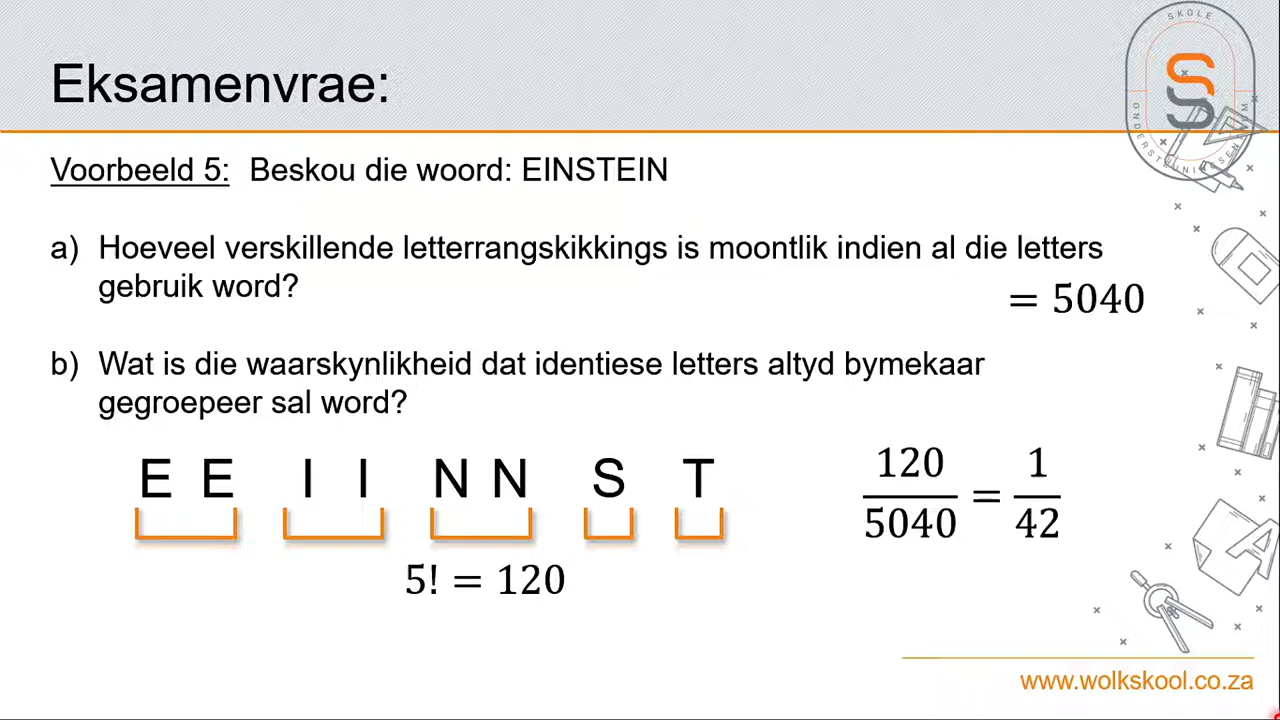 Eksamenvrae:
SKOLE
Voorbeeld 5: Beskou die woord: EINSTEIN
a) Hoeveel verskillende letterrangskikkings is moontlik indien al die letters
gebruik word?
= 5040
b) Wat is die waarskynlikheid dat identiese letters altyd bymekaar
gegroepeer sal word?
E E I I N N S T
120/5040 = 1/42
5! = 120
www.wolkskool.co.za